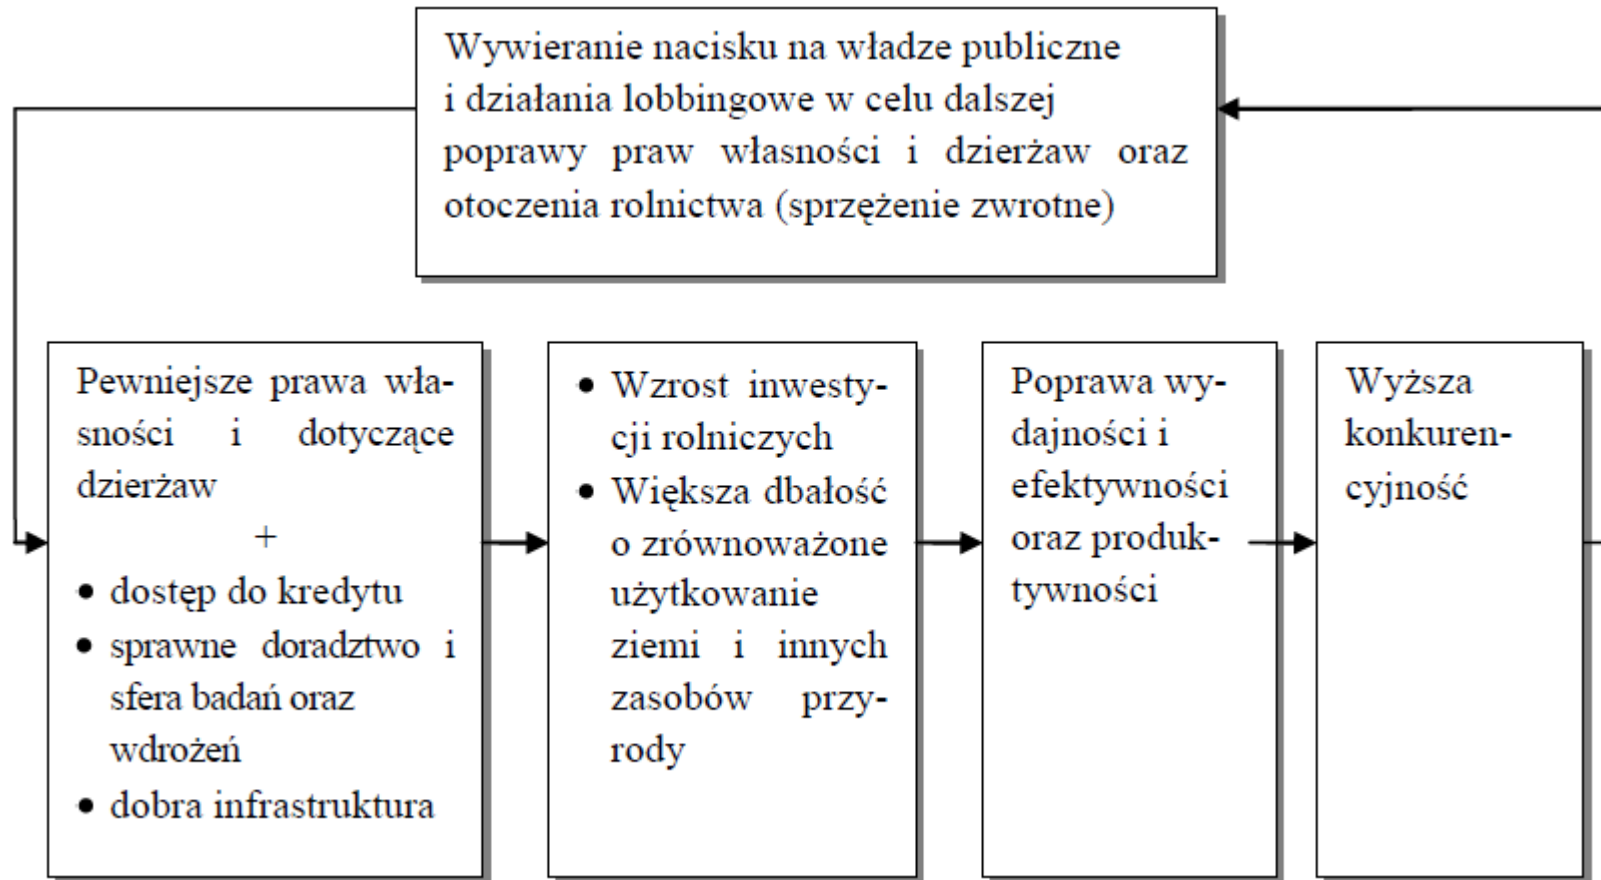 Wywieranie nacisku na władze publiczne
i działania lobbingowe w celu dalszej
poprawy praw własności i dzierżaw oraz
otoczenia rolnictwa (sprzężenie zwrotne)
Pewniejsze prawa wła-
sności i dotyczące
dzierżaw
+
• dostęp do kredytu
• sprawne doradztwo i
sfera badań oraz
wdrożeń
• dobra infrastruktura
• Wzrost inwesty-
cji rolniczych
• Większa dbałość
o zrównoważone
użytkowanie
ziemi i innych
zasobów przy-
rody
Poprawa wy-
dajności i
efektywności
oraz produk-
tywności
Wyższa
konkuren-
cyjność